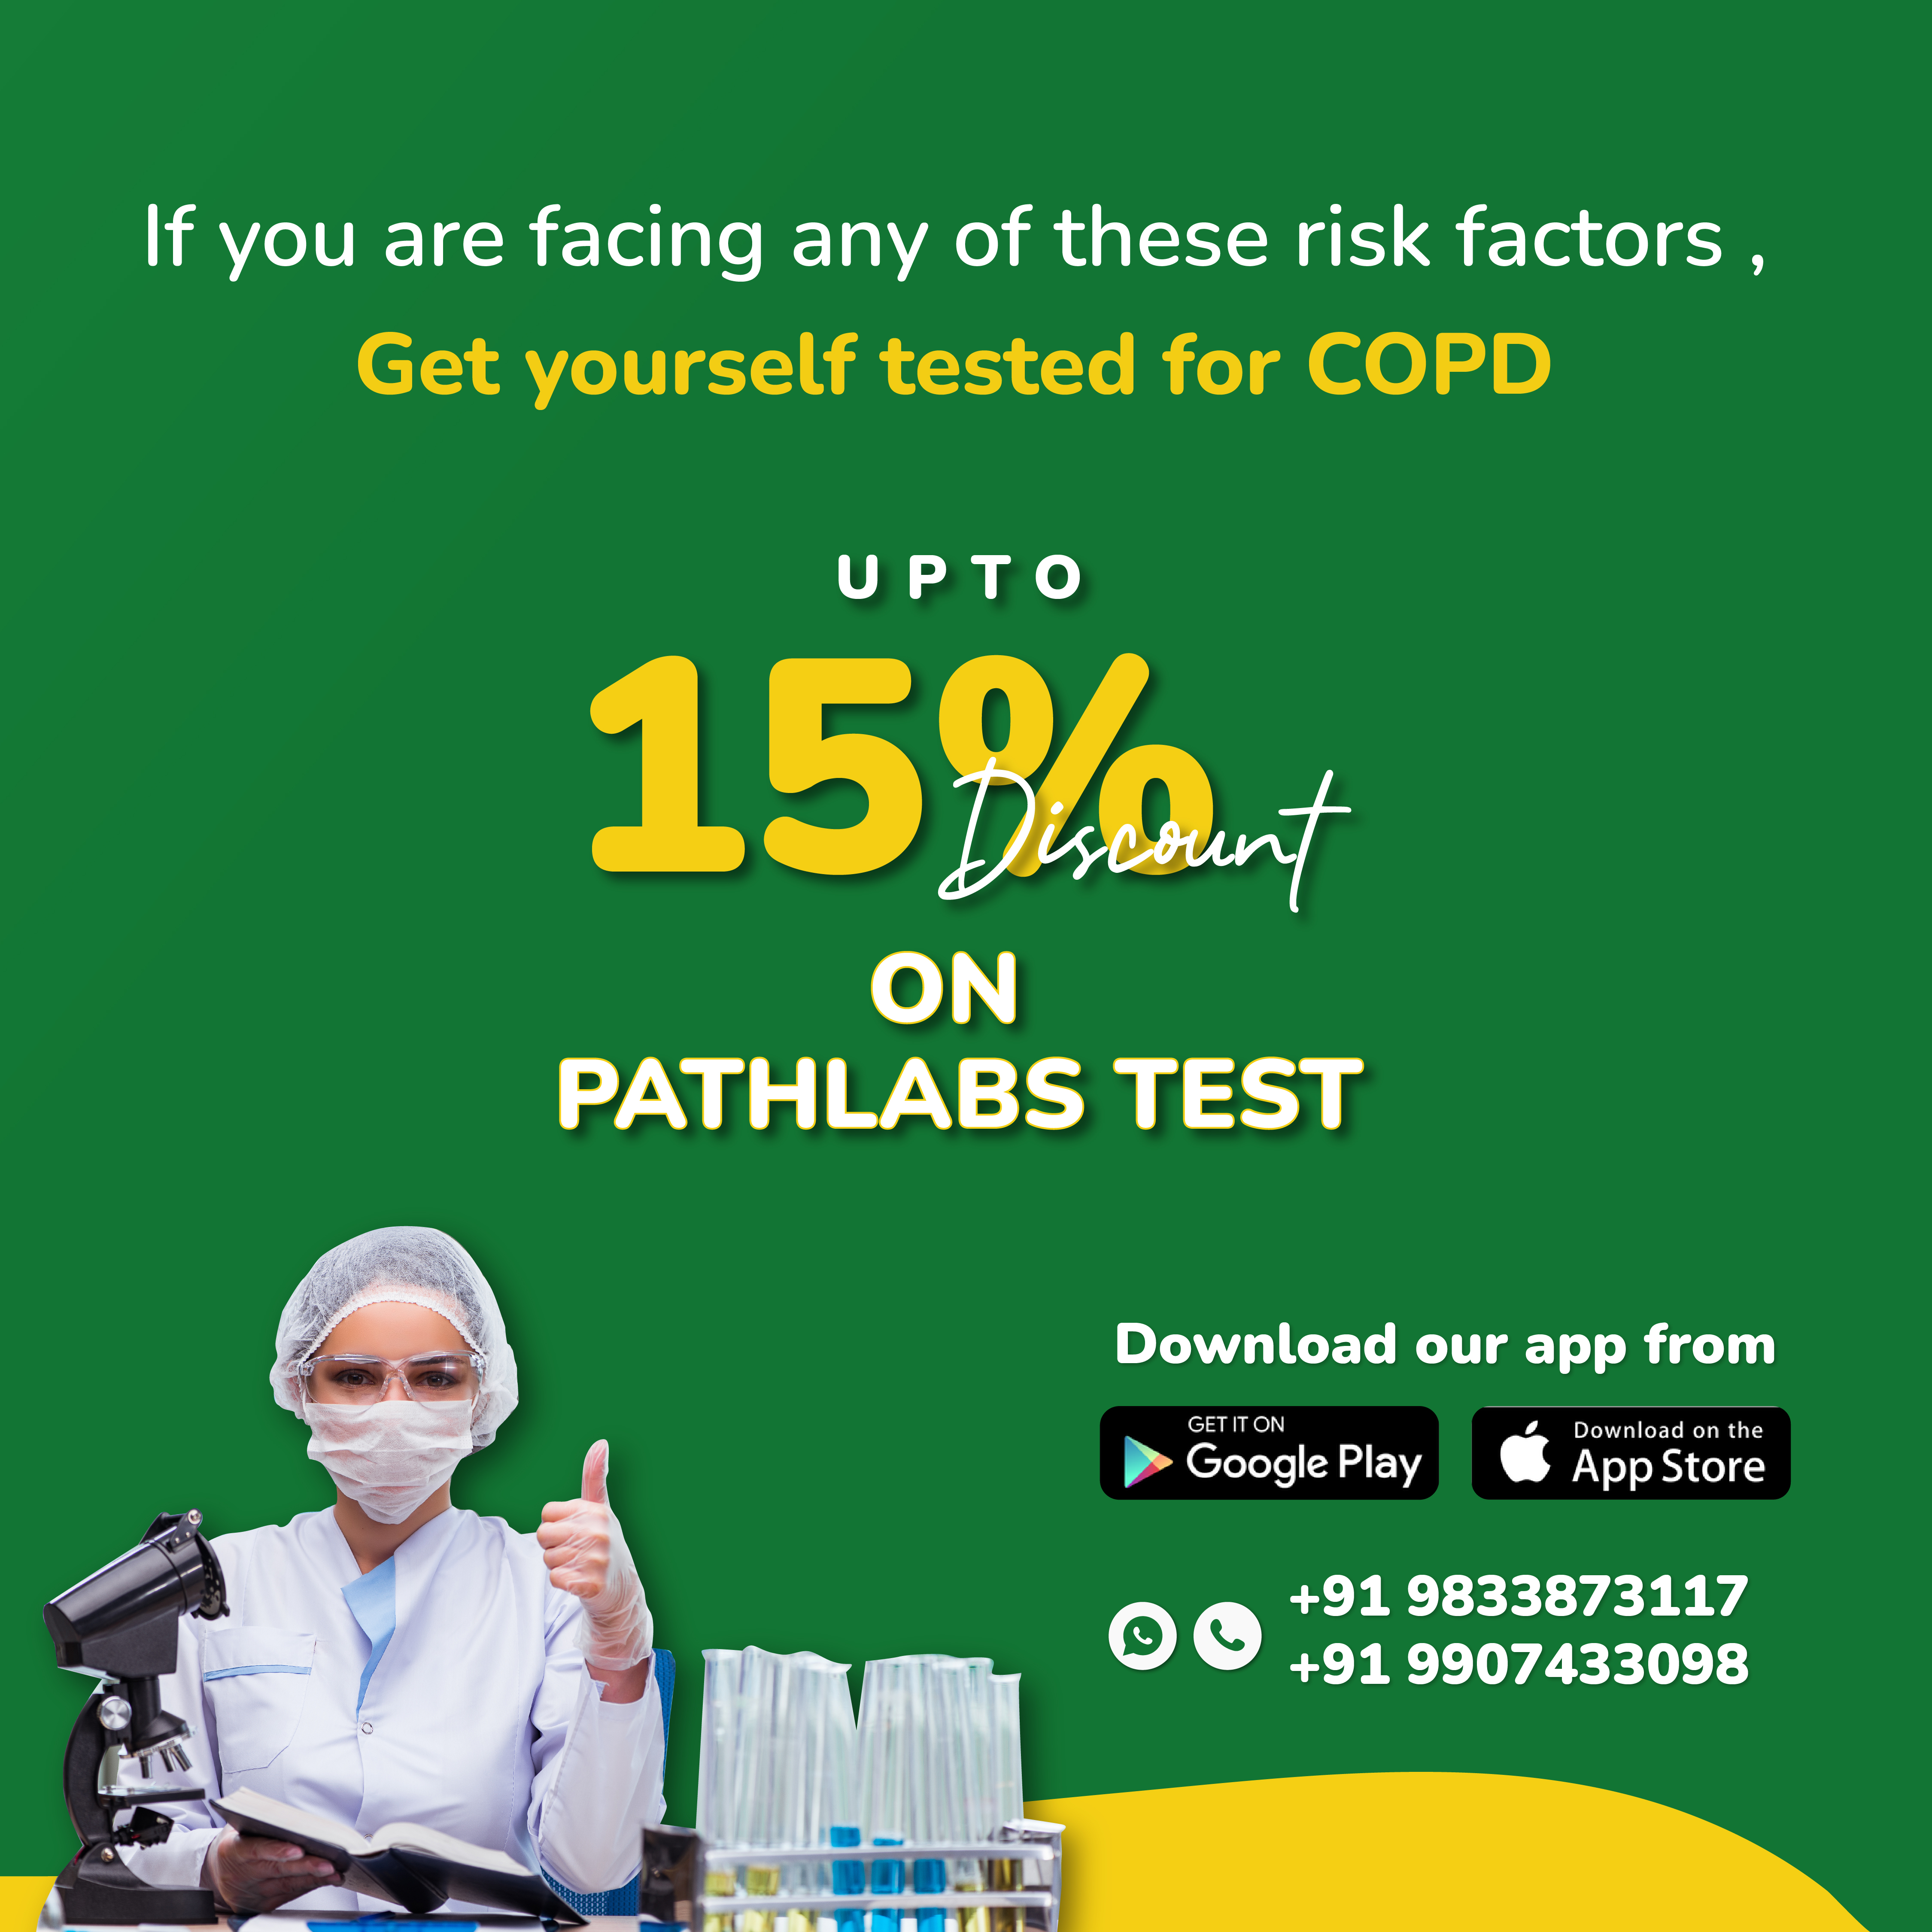 If you are facing any of these risk factors ,
Get yourself tested for COPD
UPTO
15%
Discount
ON
PATHLABS TEST
Download our app from
GET IT ON
Google Play
Download on the
App Store
+91 9833873117
+91 9907433098